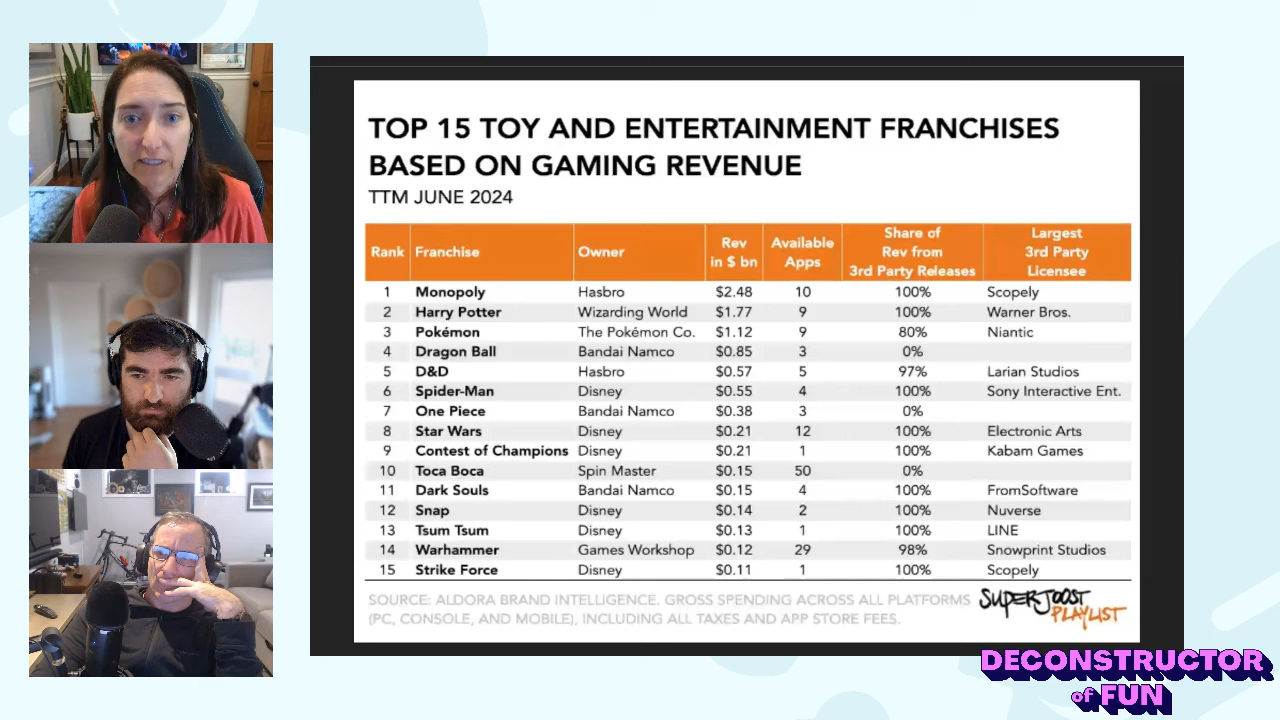 TOP 15 TOY AND ENTERTAINMENT FRANCHISES
BASED ON GAMING REVENUE
TTM JUNE 2024
Rank Franchise Owner Rev in $ bn Available Apps Share of Rev from 3rd Party Releases Largest 3rd Party Licensee
1 Monopoly Hasbro $2.48 10 100% Scopely
2 Harry Potter Wizarding World $1.77 9 100% Warner Bros.
3 Pokémon The Pokémon Co. $1.12 9 80% Niantic
4 Dragon Ball Bandai Namco $0.85 3 0%
5 D&D Hasbro $0.57 5 97% Larian Studios
6 Spider-Man Disney $0.55 4 100% Sony Interactive Ent.
7 One Piece Bandai Namco $0.38 3 0%
8 Star Wars Disney $0.21 12 100% Electronic Arts
9 Contest of Champions Disney $0.21 1 100% Kabam Games
10 Toca Boca Spin Master $0.15 50 0%
11 Dark Souls Bandai Namco $0.15 4 100% FromSoftware
12 Snap Disney $0.14 2 100% Nuverse
13 Tsum Tsum Disney $0.13 1 100% LINE
14 Warhammer Games Workshop $0.12 29 98% Snowprint Studios
15 Strike Force Disney $0.11 1 100% Scopely
SOURCE: ALDORA BRAND INTELLIGENCE. GROSS SPENDING ACROSS ALL PLATFORMS
(PC, CONSOLE, AND MOBILE), INCLUDING ALL TAXES AND APP STORE FEES.
SUPERJOOST
PLAYLIST
DECONSTRUCTOR
of FUN